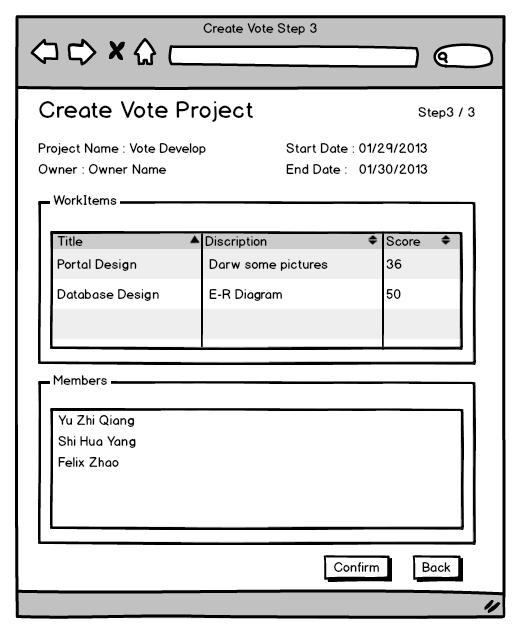 Create Vote Step 3
Create Vote Project
Step3 / 3
Project Name : Vote Develop
Start Date : 01/29/2013
Owner : Owner Name
End Date : 01/30/2013
WorkItems
Title Discription Score
Portal Design Darw some pictures 36
Database Design E-R Diagram 50
Members
Yu Zhi Qiang
Shi Hua Yang
Felix Zhao
Confirm Back